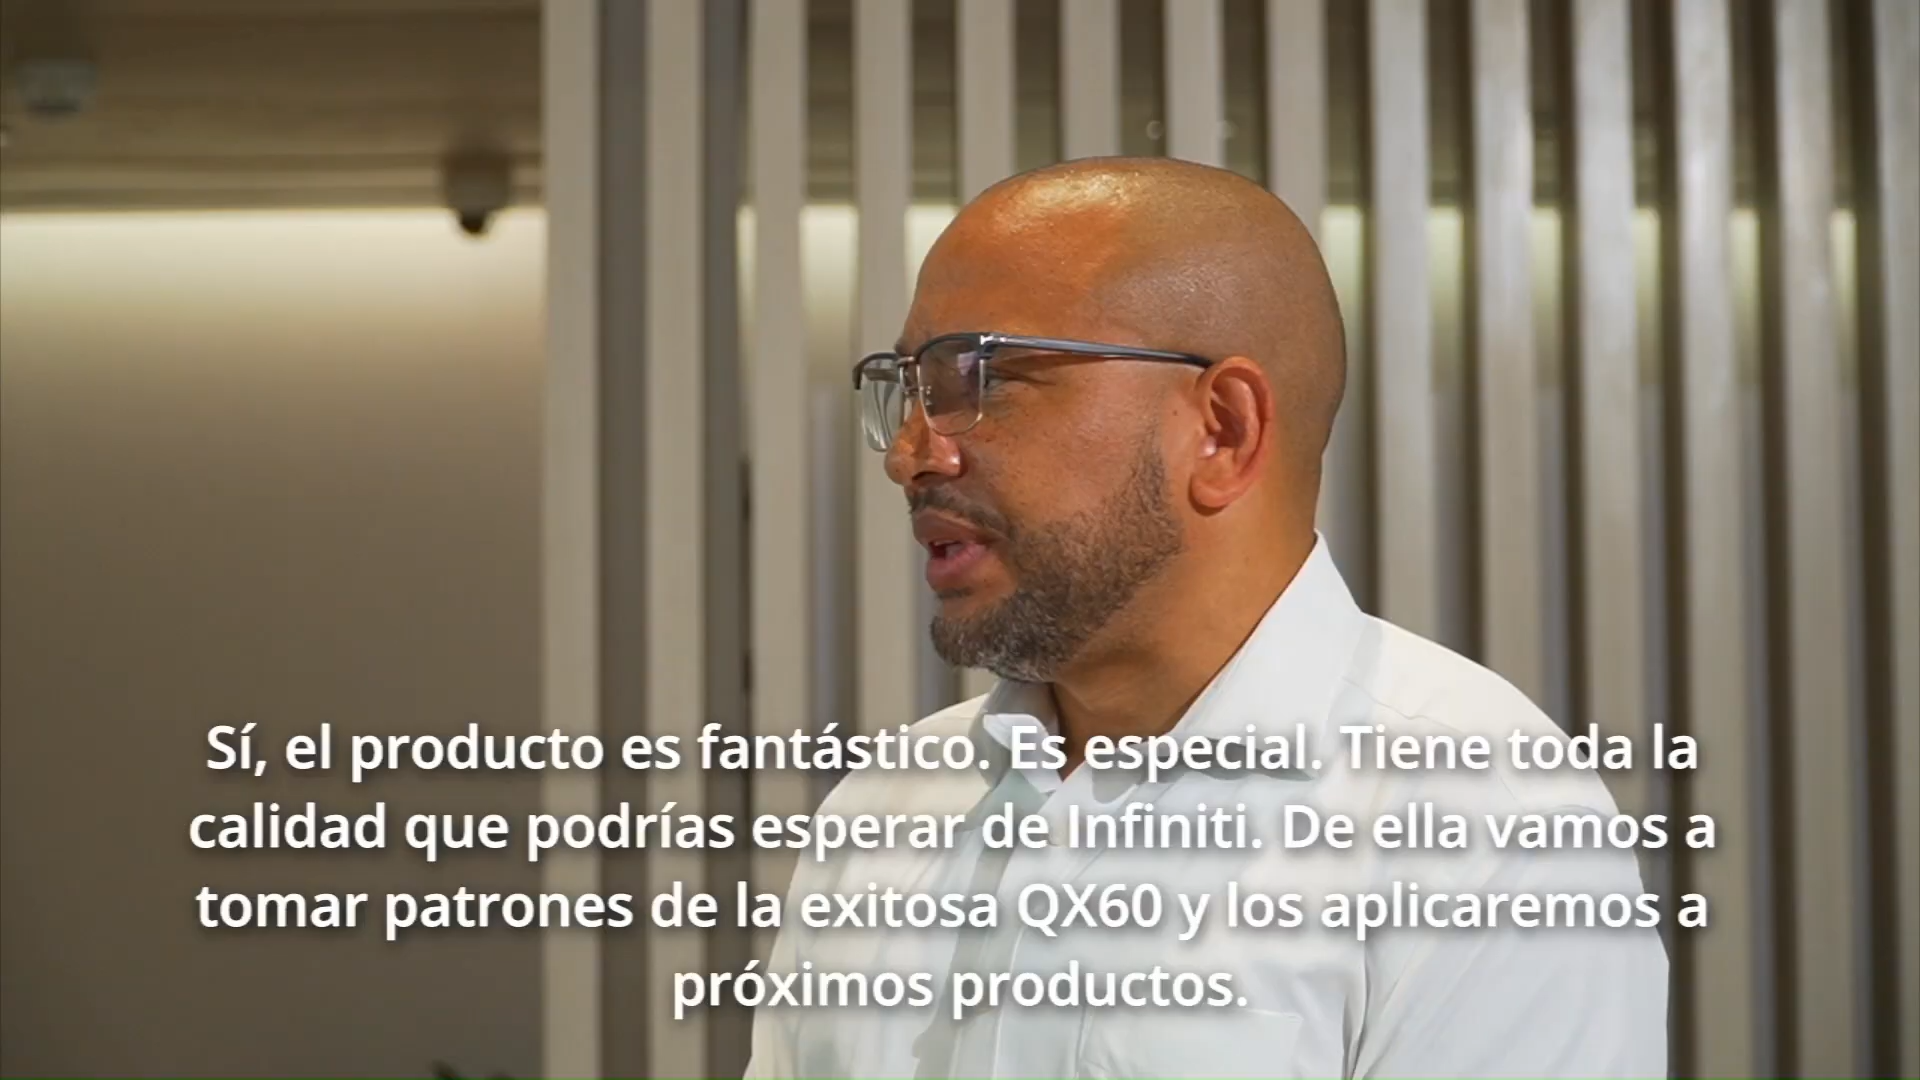 Sí, el producto es fantástico. Es especial. Tiene toda la
calidad que podrías esperar de Infiniti. De ella vamos a
tomar patrones de la exitosa QX60 y los aplicaremos a
próximos productos.